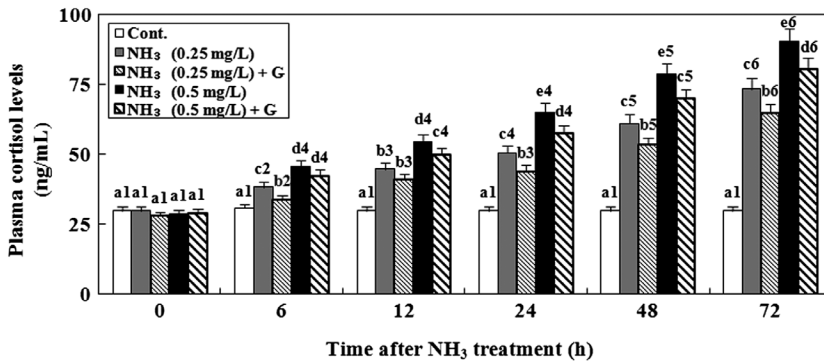 100
75
50
25
0
Plasma cortisol levels
(ng/mL)
Cont.
NH₃ (0.25 mg/L)
NH₃ (0.25 mg/L) + G
NH₃ (0.5 mg/L)
NH₃ (0.5 mg/L) + G
a1 a1 a1 a1 a1
a1 c2 b2 d4 d4
a1 b3 b3 d4 c4
a1 c4 b3 e4 d4
a1 c5 b5 e5 c5
a1 c6 b6 e6 d6
0 6 12 24 48 72
Time after NH₃ treatment (h)